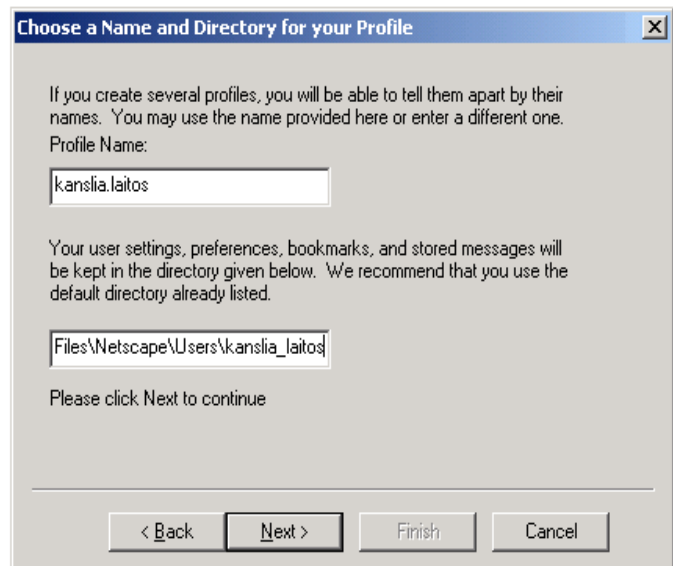 Choose a Name and Directory for your Profile
If you create several profiles, you will be able to tell them apart by their
names. You may use the name provided here or enter a different one.
Profile Name:
kanslia.laitos
Your user settings, preferences, bookmarks, and stored messages will
be kept in the directory given below. We recommend that you use the
default directory already listed.
Files\Netscape\Users\kanslia_laitos
Please click Next to continue
< Back Next > Finish Cancel